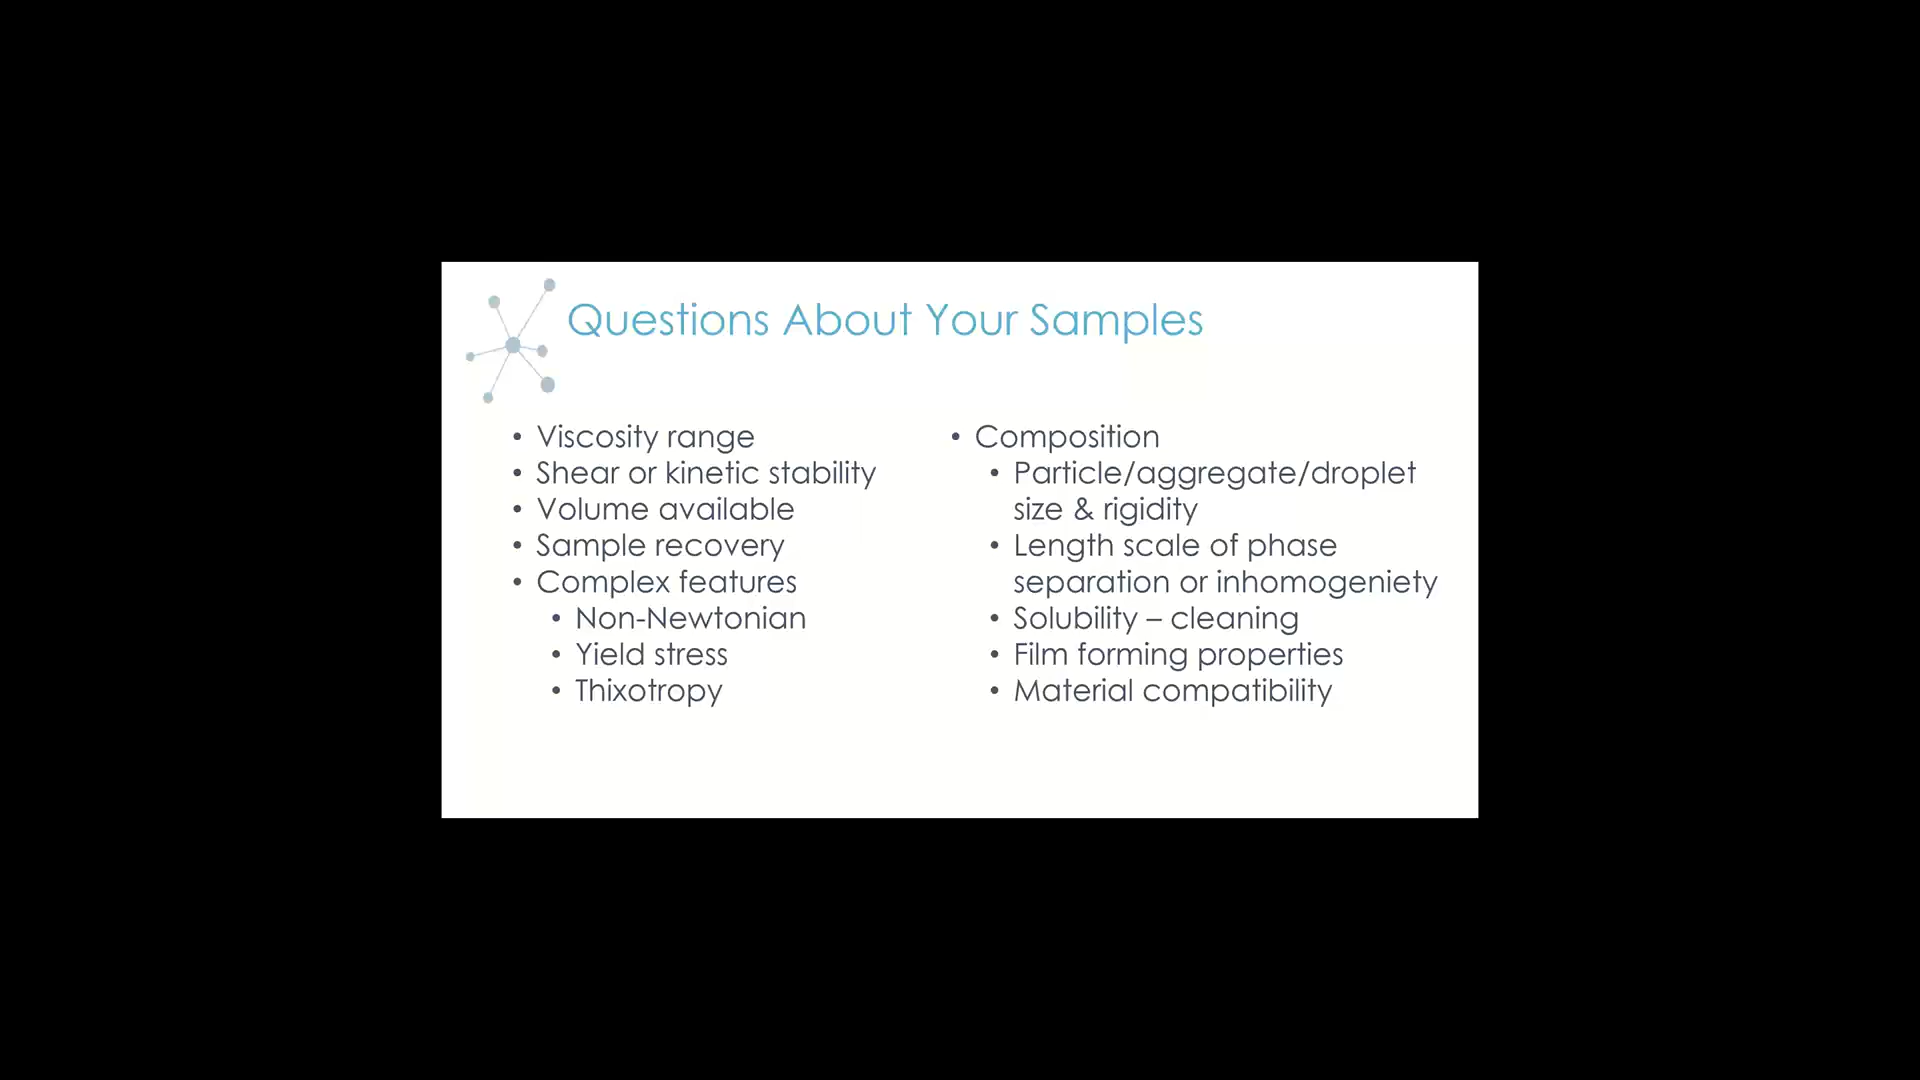 Questions About Your Samples
• Viscosity range
• Shear or kinetic stability
• Volume available
• Sample recovery
• Complex features
• Non-Newtonian
• Yield stress
• Thixotropy
• Composition
• Particle/aggregate/droplet
size & rigidity
• Length scale of phase
separation or inhomogeniety
• Solubility – cleaning
• Film forming properties
• Material compatibility